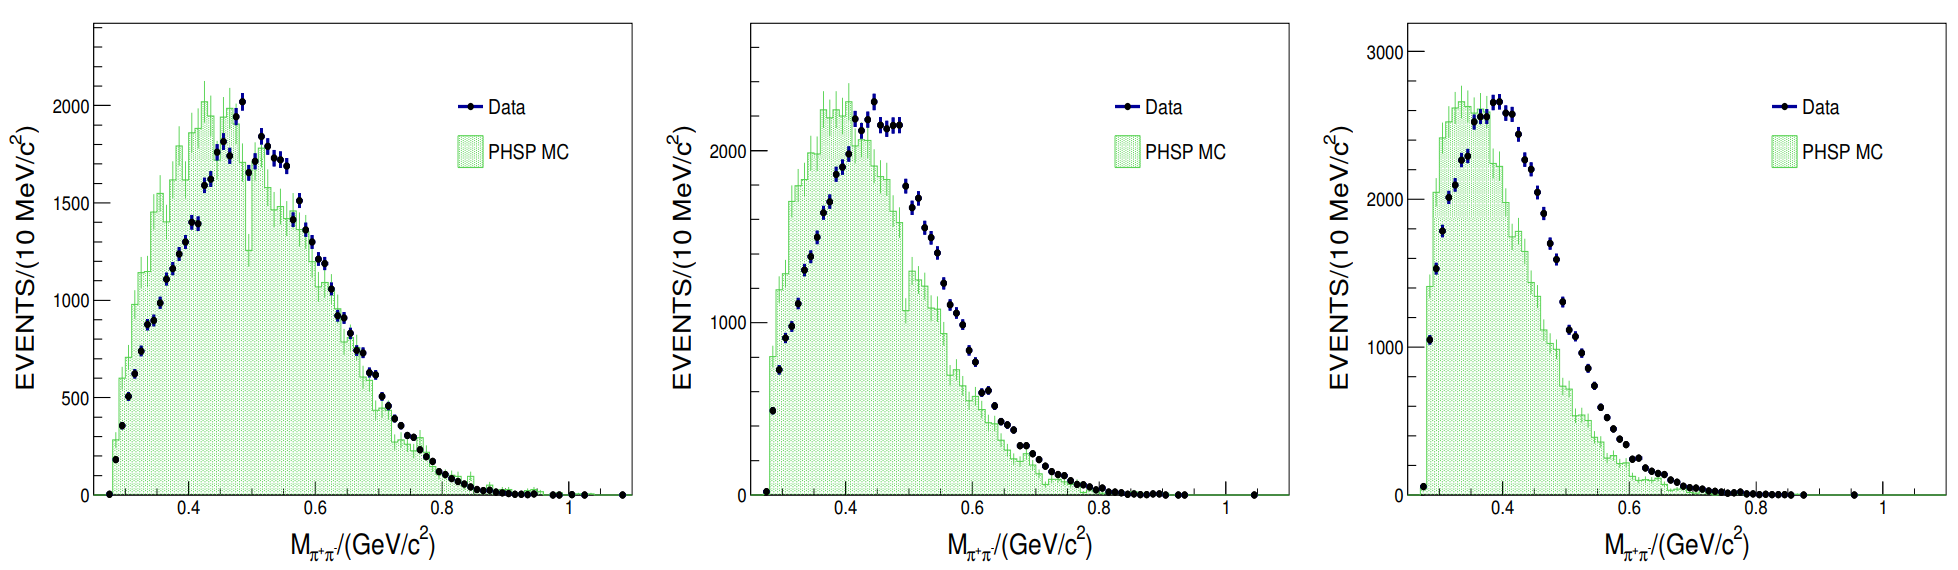 EVENTS/(10 MeV/c²)
2000
1500
1000
500
0
Data
PHSP MC
0.4 0.6 0.8 1
Mπ⁺π⁻/(GeV/c²)
EVENTS/(10 MeV/c²)
2000
1000
0
Data
PHSP MC
0.4 0.6 0.8 1
Mπ⁺π⁻/(GeV/c²)
EVENTS/(10 MeV/c²)
3000
2000
1000
0
Data
PHSP MC
0.4 0.6 0.8 1
Mπ⁺π⁻/(GeV/c²)